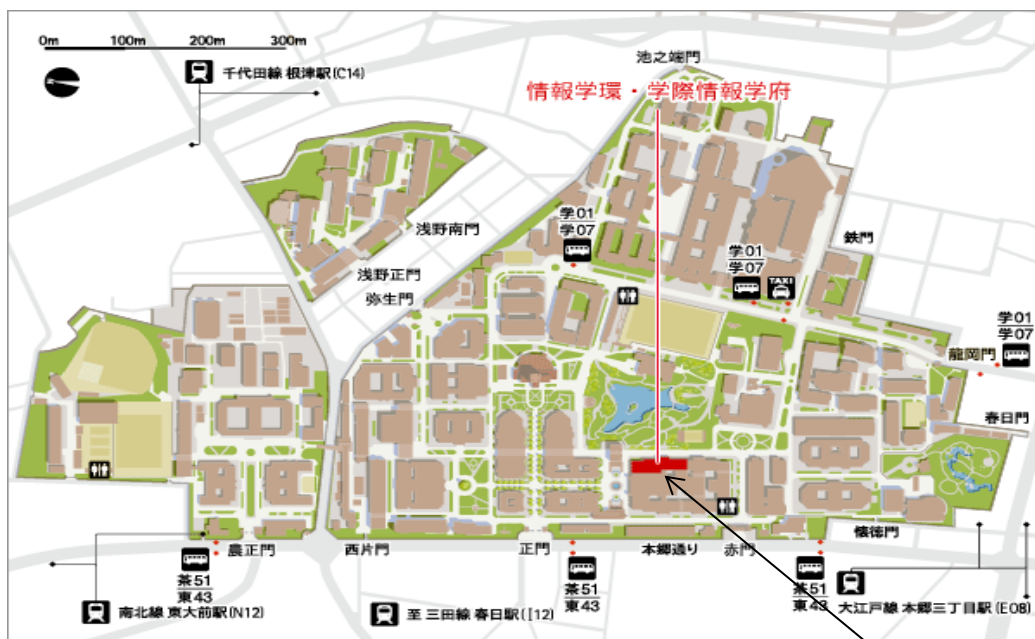 0m 100m 200m 300m
千代田線 根津駅(C14)
池之端門
情報学環・学際情報学府
学01
学07
浅野南門
浅野正門
弥生門
学01
学07
TAXI
鉄門
学01
学07
龍岡門
春日門
懐徳門
農正門
西片門
正門
本郷通り
赤門
茶51
東43
茶51
東43
茶51
東43
南北線 東大前駅(N12)
至 三田線 春日駅(I12)
大江戸線 本郷三丁目駅(E08)